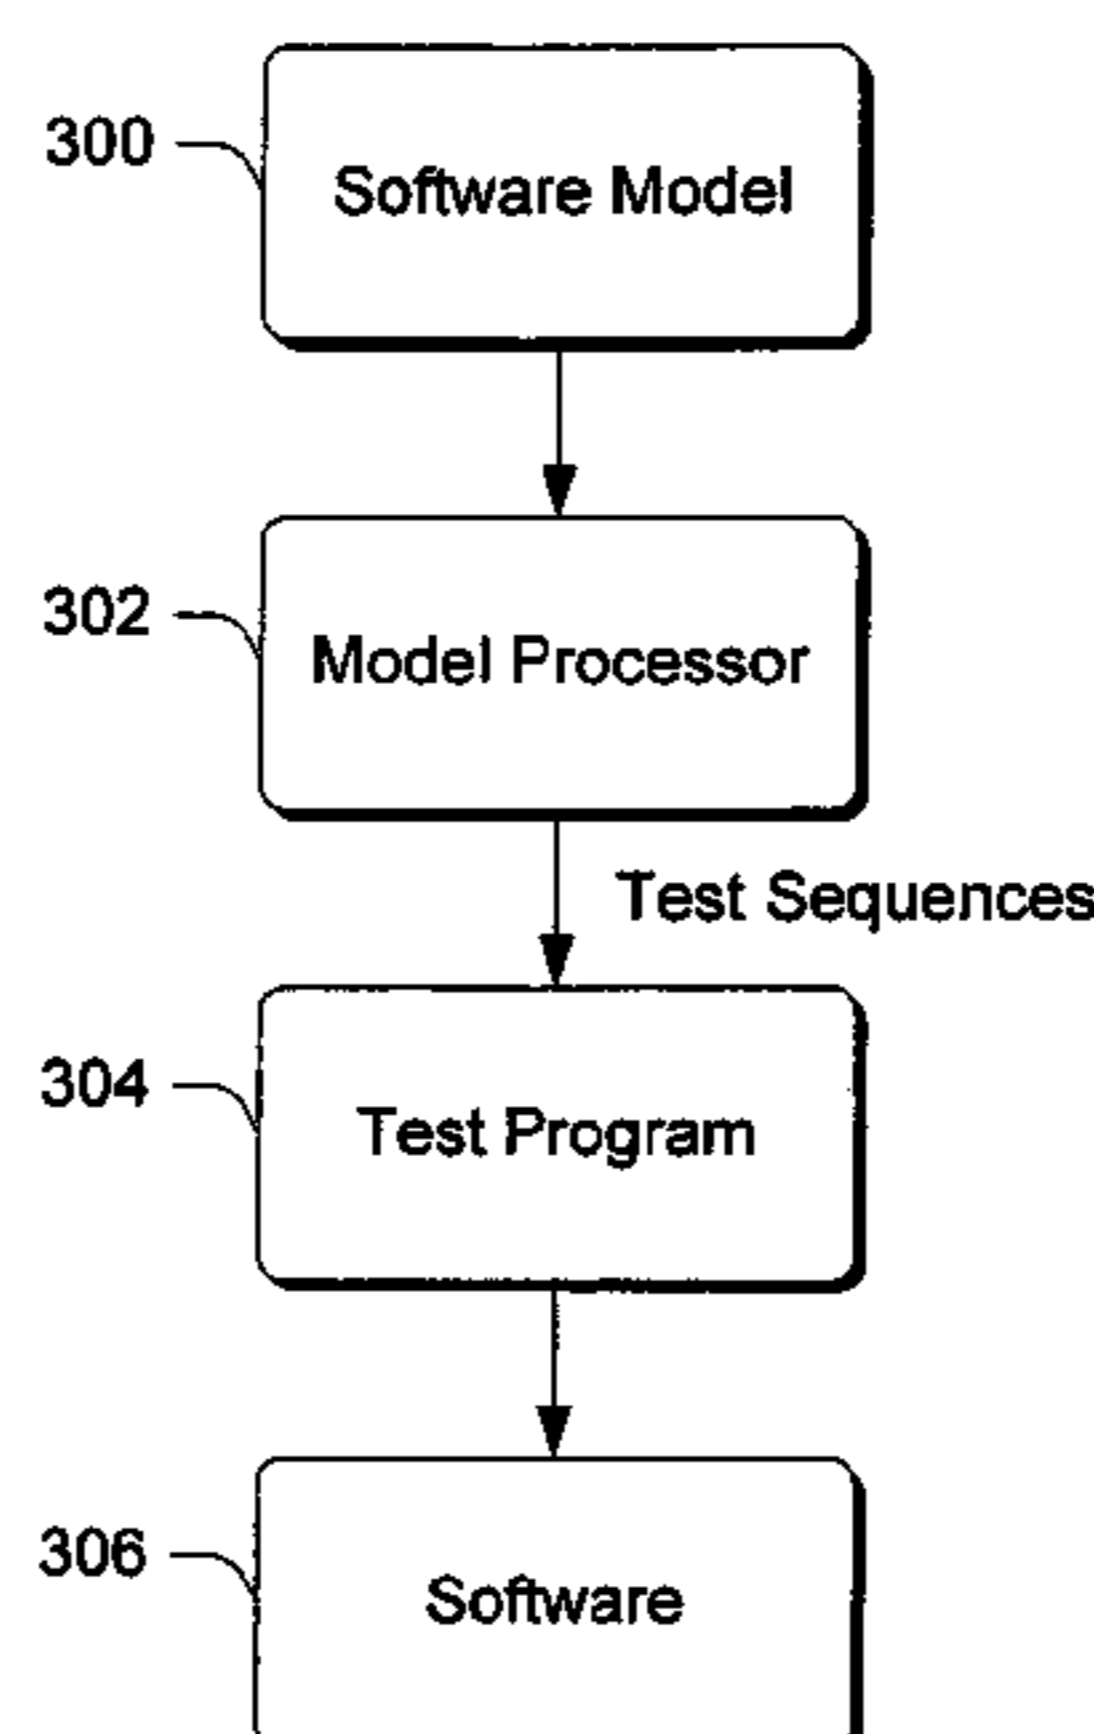 300
Software Model
302
Model Processor
Test Sequences
304
Test Program
306
Software